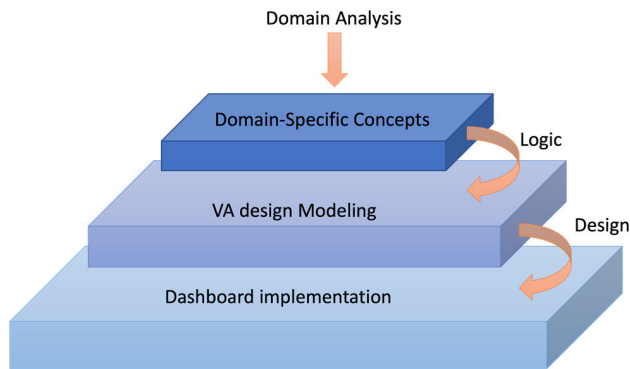 Domain Analysis
Domain-Specific Concepts
Logic
VA design Modeling
Design
Dashboard implementation